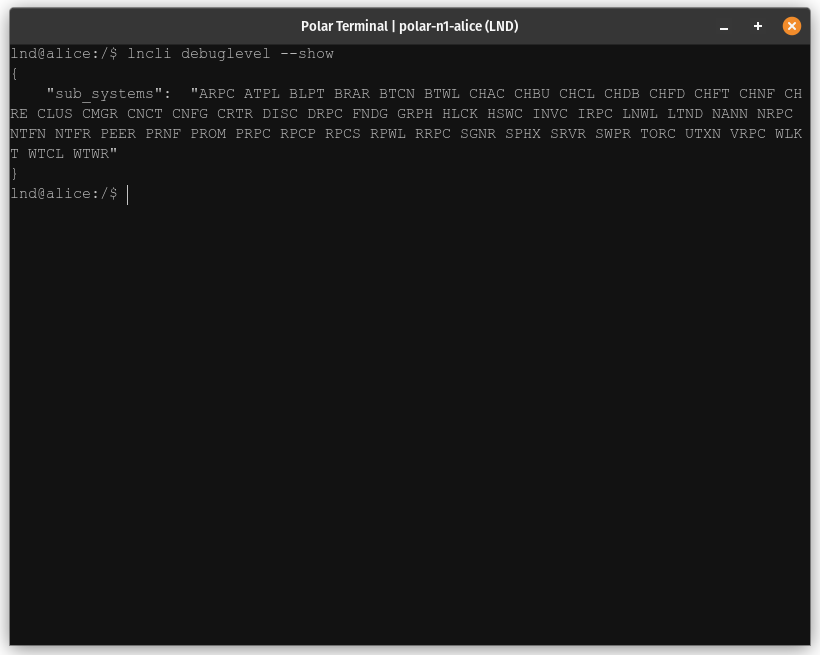 Polar Terminal | polar-n1-alice (LND)
lnd@alice:/$ lncli debuglevel --show
{
    "sub_systems":  "ARPC ATPL BLPT BRAR BTCN BTWL CHAC CHBU CHCL CHDB CHFD CHFT CHNF CH
RE CLUS CMGR CNCT CNFG CRTR DISC DRPC FNDG GRPH HLCK HSWC INVC IRPC LNWL LTND NANN NRPC
NTFN NTFR PEER PRNF PROM PRPC RPCP RPCS RPWL RRPC SGNR SPHX SRVR SWPR TORC UTXN VRPC WLK
T WTCL WTWR"
}
lnd@alice:/$